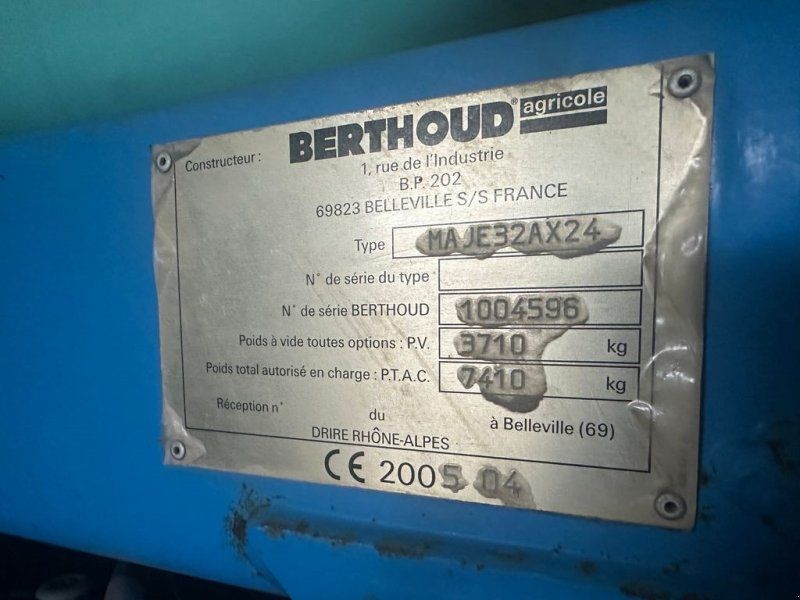 BERTHOUD® agricole
Constructeur :
1, rue de l'Industrie
B.P. 202
69823 BELLEVILLE S/S FRANCE
Type MAJE32AX24
N° de série du type
N° de série BERTHOUD 1004596
Poids à vide toutes options : P.V. 3710 kg
Poids total autorisé en charge : P.T.A.C. 7410 kg
Réception n° du à Belleville (69)
DRIRE RHÔNE-ALPES
CE 2005 04